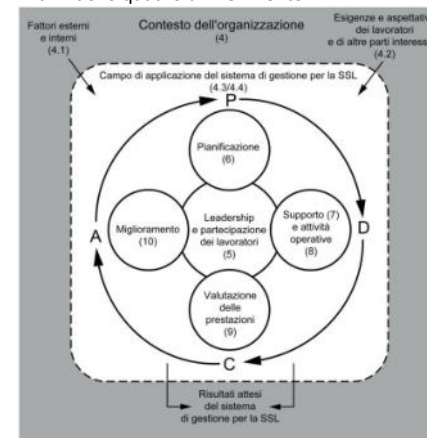 Fattori esterni
e interni
(4.1)
Contesto dell'organizzazione
(4)
Esigenze e aspettative
dei lavoratori
e di altre parti interessate
(4.2)
Campo di applicazione del sistema di gestione per la SSL
(4.3/4.4)
P
Pianificazione
(6)
A
Miglioramento
(10)
Leadership
e partecipazione
dei lavoratori
(5)
Supporto (7)
e attività
operative
(8)
D
Valutazione
delle
prestazioni
(9)
C
Risultati attesi
del sistema
di gestione per la SSL